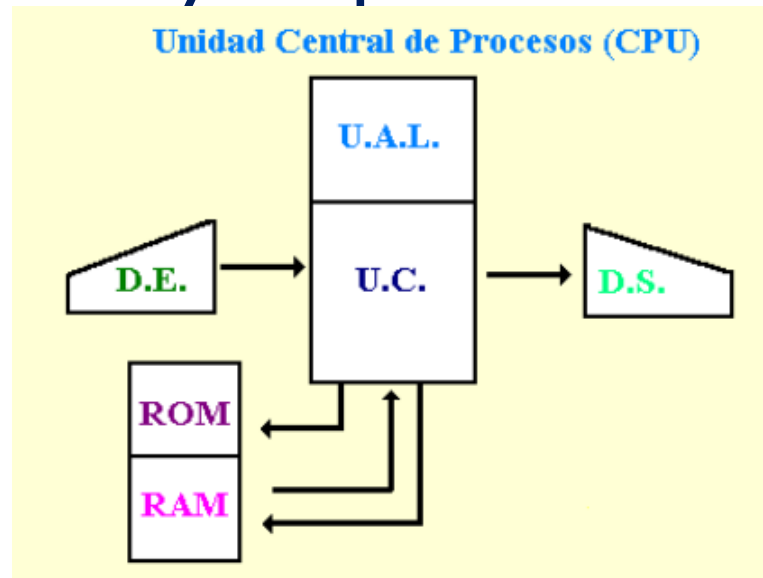 Unidad Central de Procesos (CPU)
U.A.L.
D.E.
U.C.
D.S.
ROM
RAM